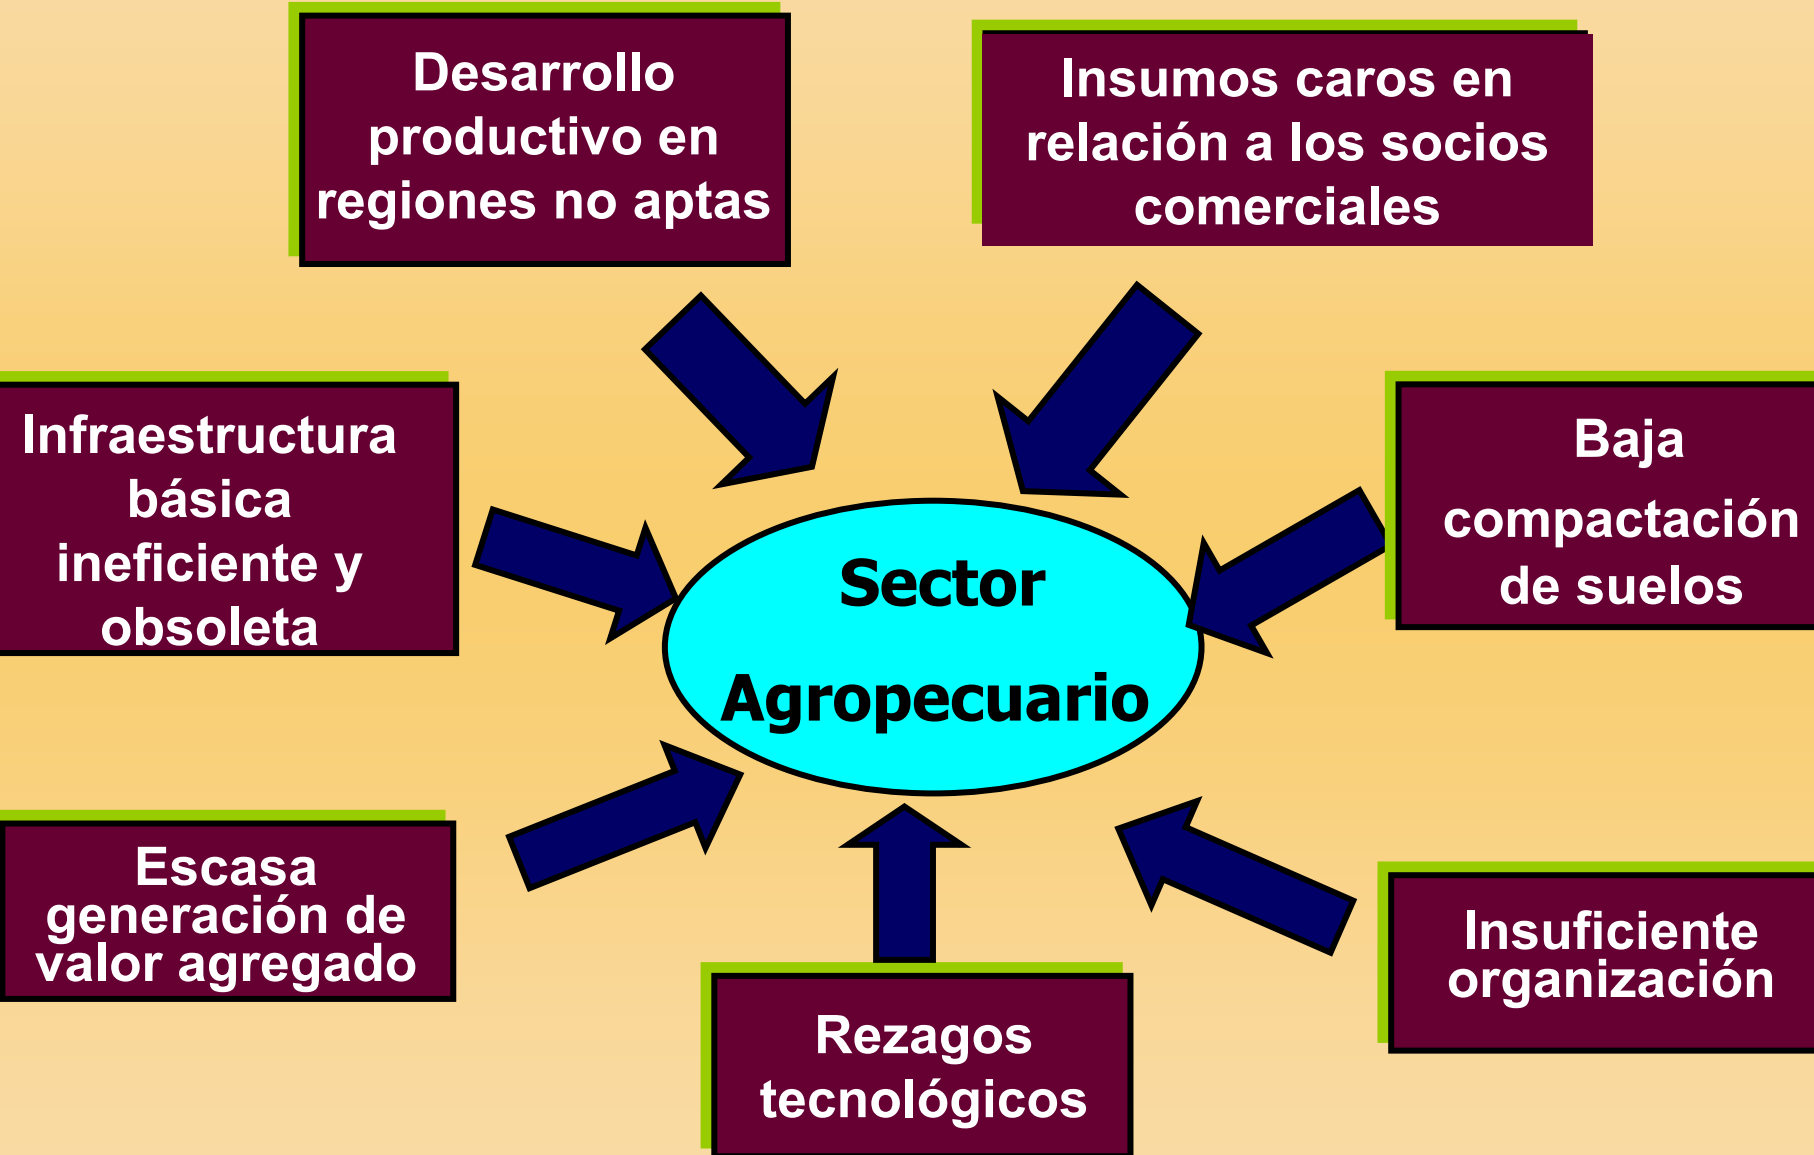 Desarrollo
productivo en
regiones no aptas
Insumos caros en
relación a los socios
comerciales
Infraestructura
básica
ineficiente y
obsoleta
Baja
compactación
de suelos
Sector
Agropecuario
Escasa
generación de
valor agregado
Insuficiente
organización
Rezagos
tecnológicos